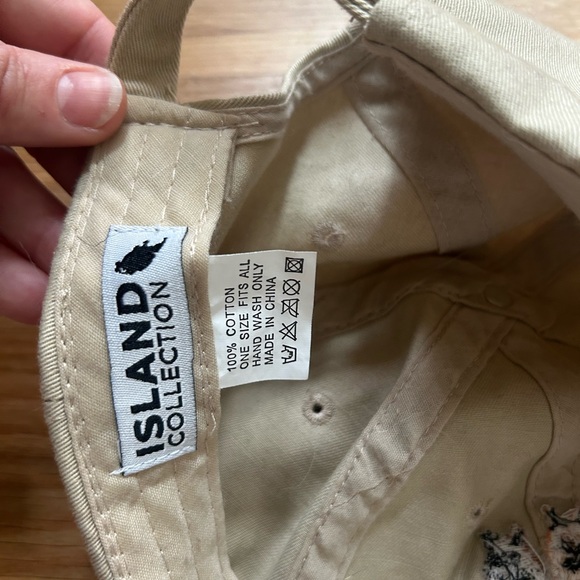 ISLAND
COLLECTION
100% COTTON
ONE SIZE FITS ALL
HAND WASH ONLY
MADE IN CHINA